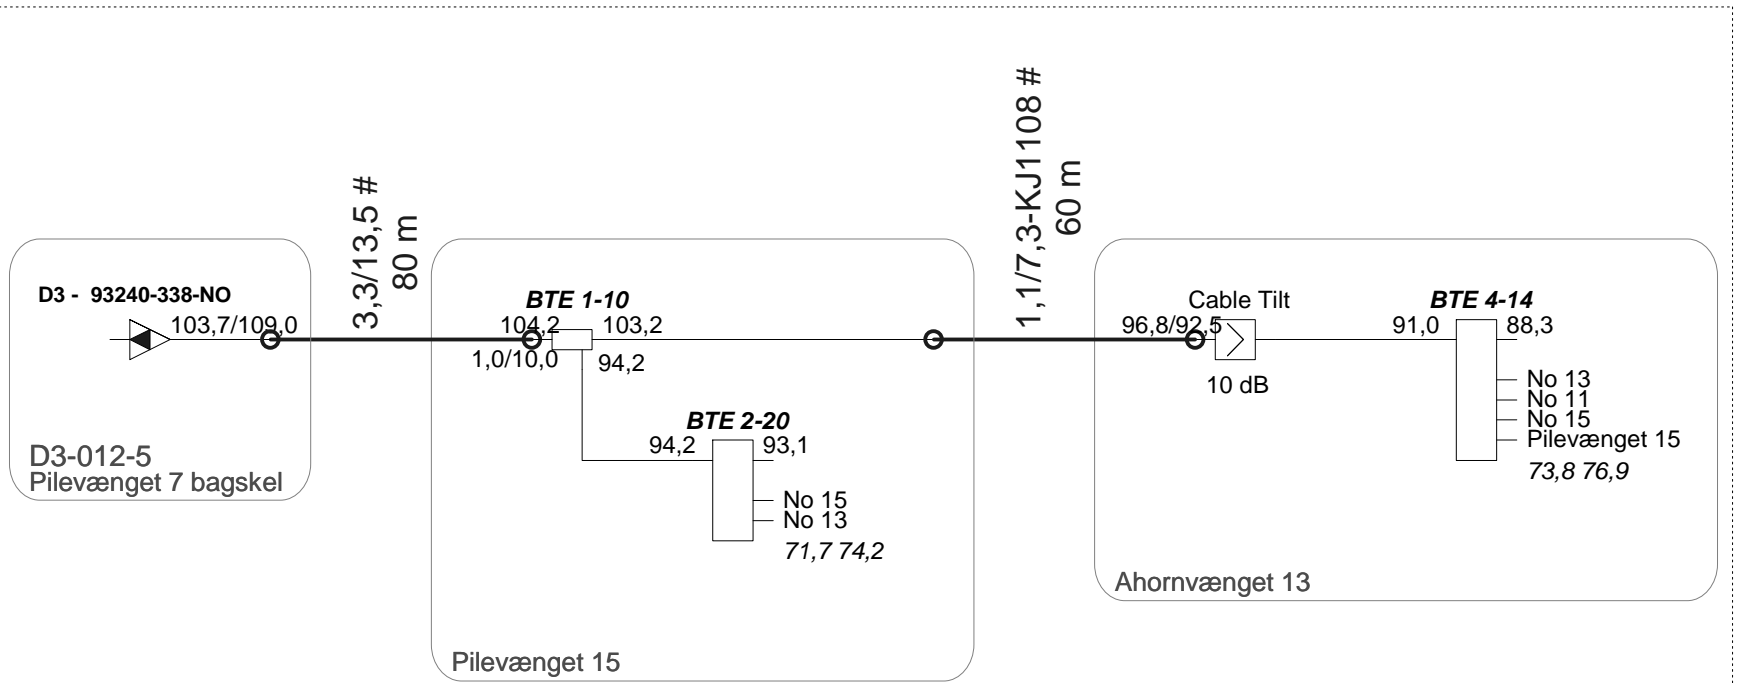 D3 - 93240-338-NO
103,7/109,0
D3-012-5
Pilevænget 7 bagskel
3,3/13,5 #
80 m
BTE 1-10
104,2
103,2
1,0/10,0
94,2
BTE 2-20
94,2
93,1
No 15
No 13
71,7 74,2
Pilevænget 15
1,1/7,3-KJ1108 #
60 m
Cable Tilt
96,8/92,5
10 dB
BTE 4-14
91,0
88,3
No 13
No 11
No 15
Pilevænget 15
73,8 76,9
Ahornvænget 13